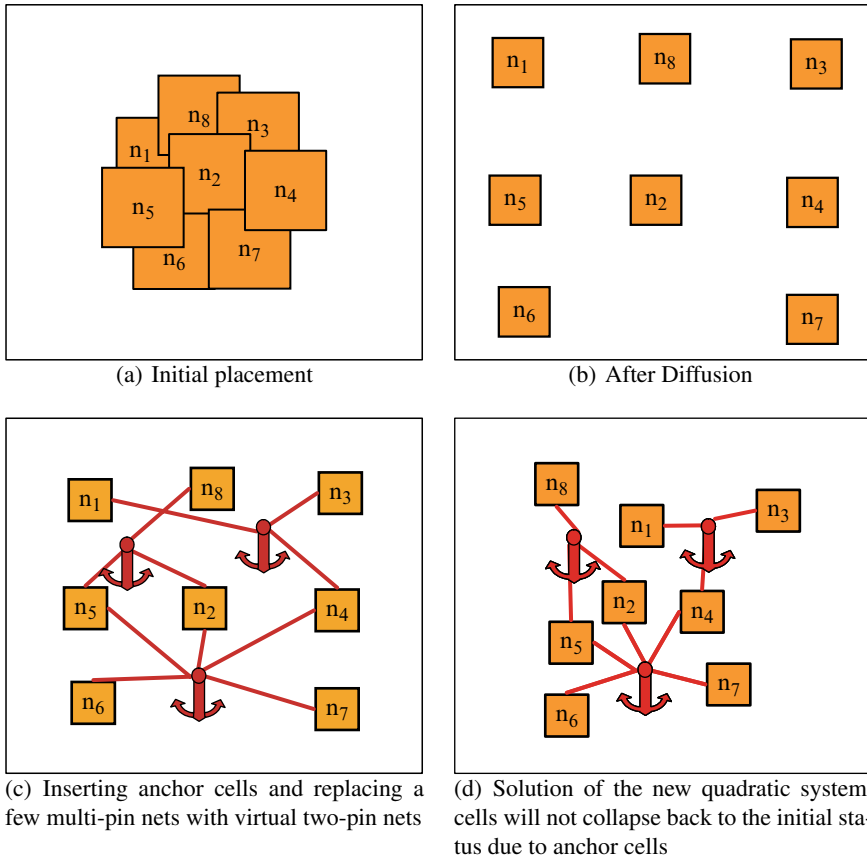 n8
n3
n1
n2
n4
n5
n6
n7
(a) Initial placement
n1
n8
n3
n5
n2
n4
n6
n7
(b) After Diffusion
n1
n8
n3
n5
n2
n4
n6
n7
(c) Inserting anchor cells and replacing a
few multi-pin nets with virtual two-pin nets
n8
n1
n3
n2
n4
n5
n7
n6
(d) Solution of the new quadratic system
cells will not collapse back to the initial sta-
tus due to anchor cells